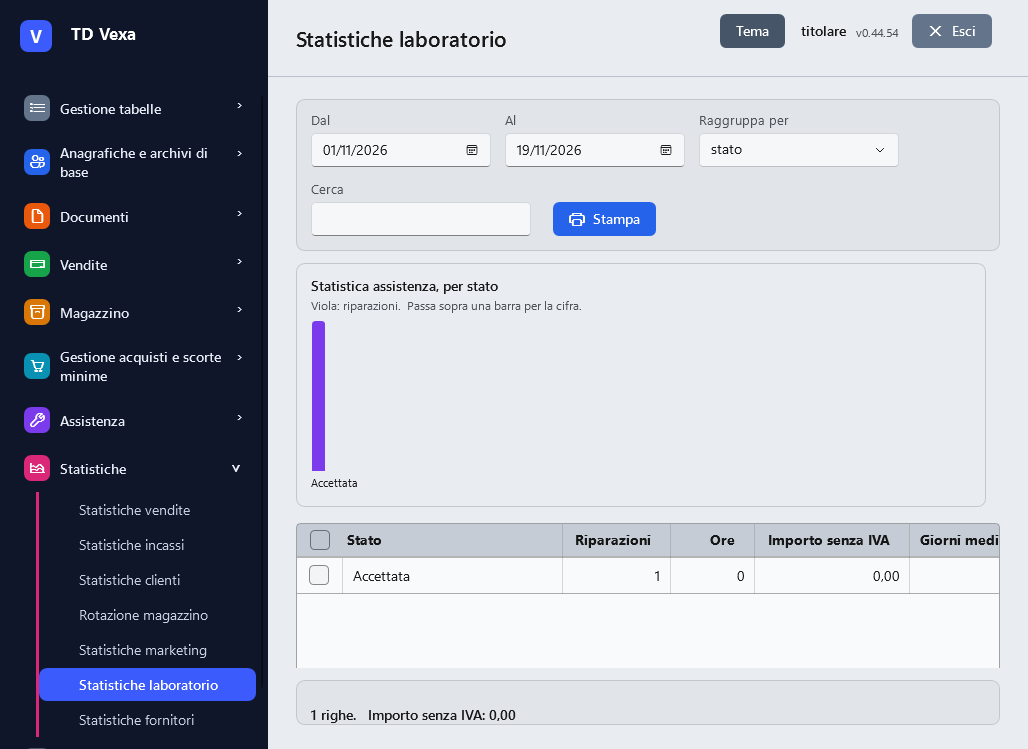 V TD Vexa
Gestione tabelle
Anagrafiche e archivi di
base
Documenti
Vendite
Magazzino
Gestione acquisti e scorte
minime
Assistenza
Statistiche
Statistiche vendite
Statistiche incassi
Statistiche clienti
Rotazione magazzino
Statistiche marketing
Statistiche laboratorio
Statistiche fornitori
Statistiche laboratorio
Tema titolare v0.44.54 Esci
Dal Al Raggruppa per
01/11/2026 19/11/2026 stato
Cerca
Stampa
Statistica assistenza, per stato
Viola: riparazioni. Passa sopra una barra per la cifra.
Accettata
Stato Riparazioni Ore Importo senza IVA Giorni medi
Accettata 1 0 0,00
1 righe. Importo senza IVA: 0,00